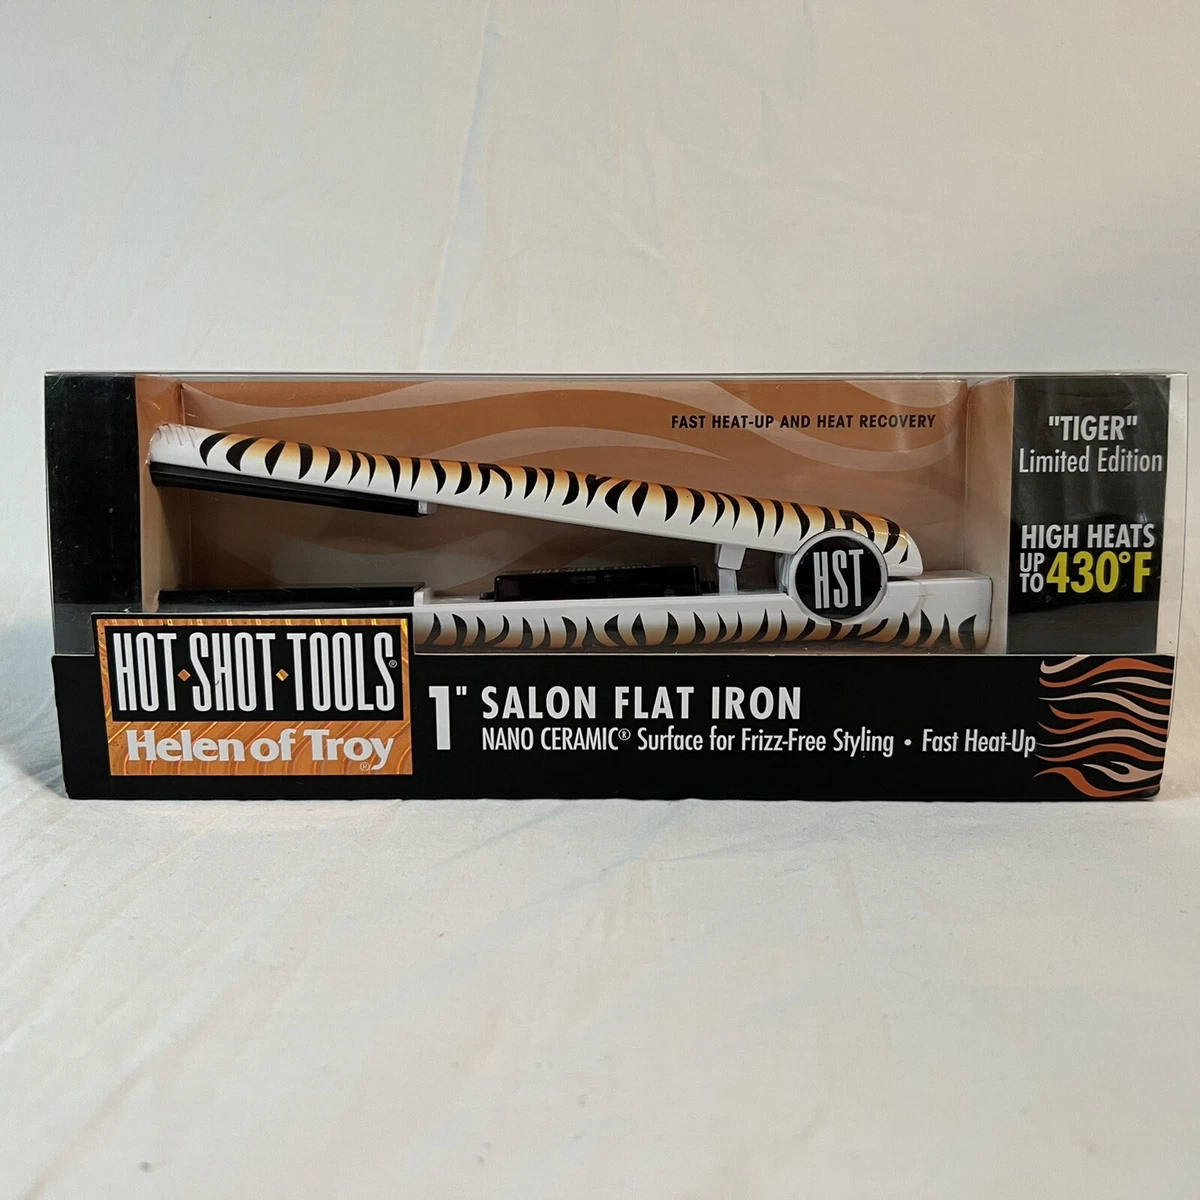 FAST HEAT-UP AND HEAT RECOVERY
"TIGER"
Limited Edition
HIGH HEATS
UP TO 430°F
HST
HOT·SHOT·TOOLS®
Helen of Troy®
1" SALON FLAT IRON
NANO CERAMIC® Surface for Frizz-Free Styling • Fast Heat-Up